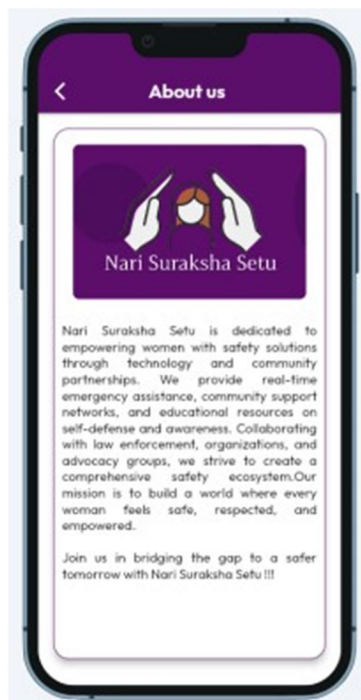 About us
Nari Suraksha Setu
Nari Suraksha Setu is dedicated to
empowering women with safety solutions
through technology and community
partnerships. We provide real-time
emergency assistance, community support
networks, and educational resources on
self-defense and awareness. Collaborating
with law enforcement, organizations, and
advocacy groups, we strive to create a
comprehensive safety ecosystem.Our
mission is to build a world where every
woman feels safe, respected, and
empowered.
Join us in bridging the gap to a safer
tomorrow with Nari Suraksha Setu !!!